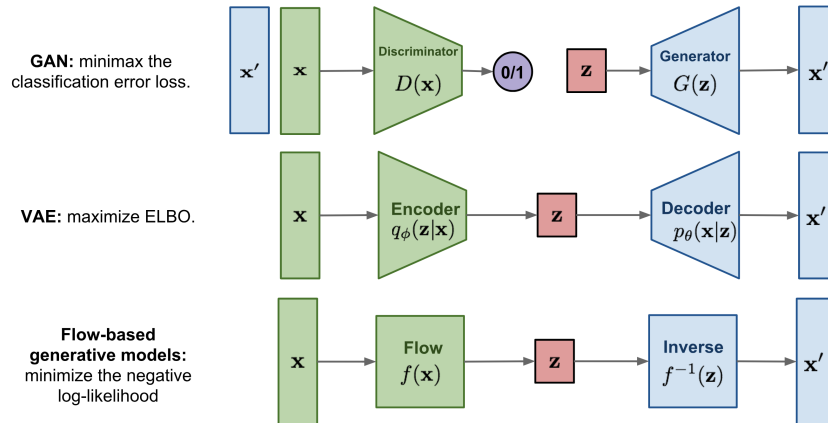 GAN: minimax the
classification error loss.
x′
x
Discriminator
D(x)
0/1
z
Generator
G(z)
x′
VAE: maximize ELBO.
x
Encoder
qϕ(z|x)
z
Decoder
pθ(x|z)
x′
Flow-based
generative models:
minimize the negative
log-likelihood
x
Flow
f(x)
z
Inverse
f⁻¹(z)
x′